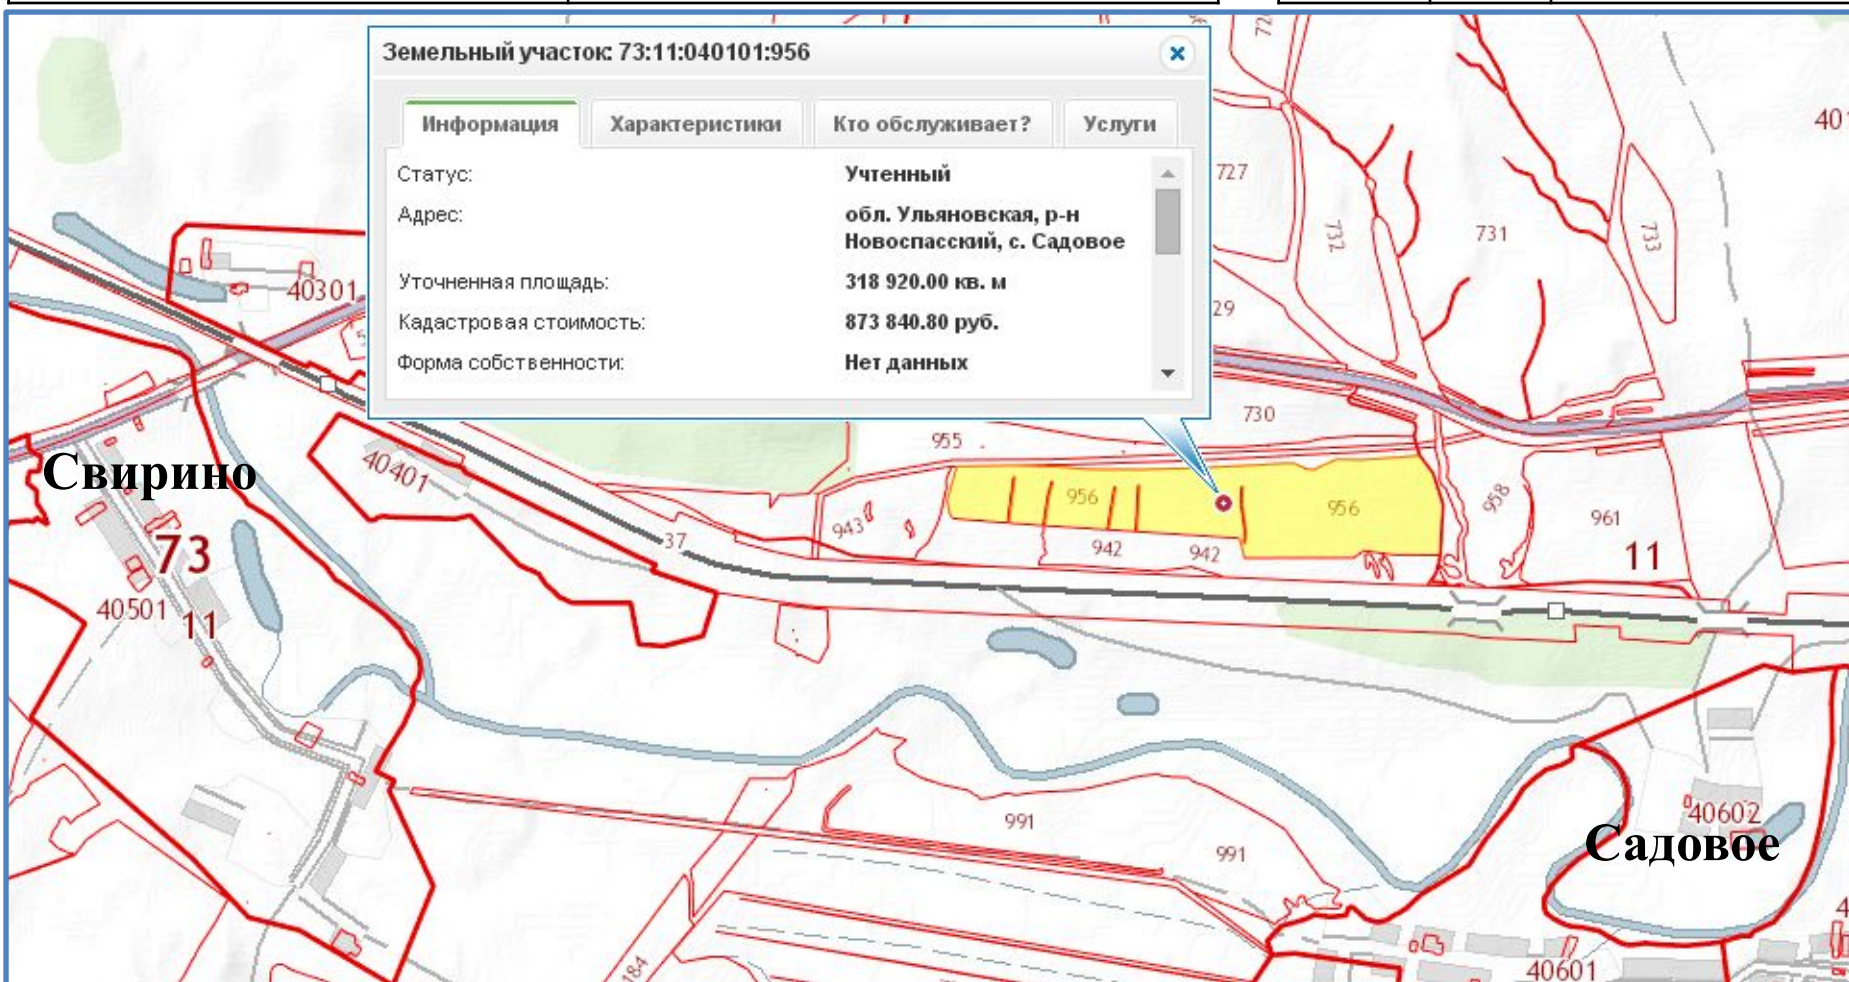 Земельный участок: 73:11:040101:956
Информация Характеристики Кто обслуживает? Услуги
Статус: Учтенный
Адрес: обл. Ульяновская, р-н
Новоспасский, с. Садовое
Уточненная площадь: 318 920.00 кв. м
Кадастровая стоимость: 873 840.80 руб.
Форма собственности: Нет данных
727
732
731
733
40301
29
730
955
Свирино
40401
956
956
958
961
943
942
942
37
11
73
40501
11
991
991
40602
Садовое
184
40601